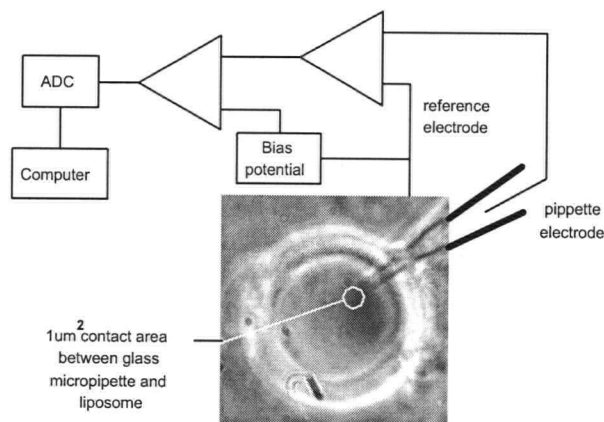 ADC
Computer
Bias
potential
reference
electrode
pippette
electrode
1um² contact area
between glass
micropipette and
liposome